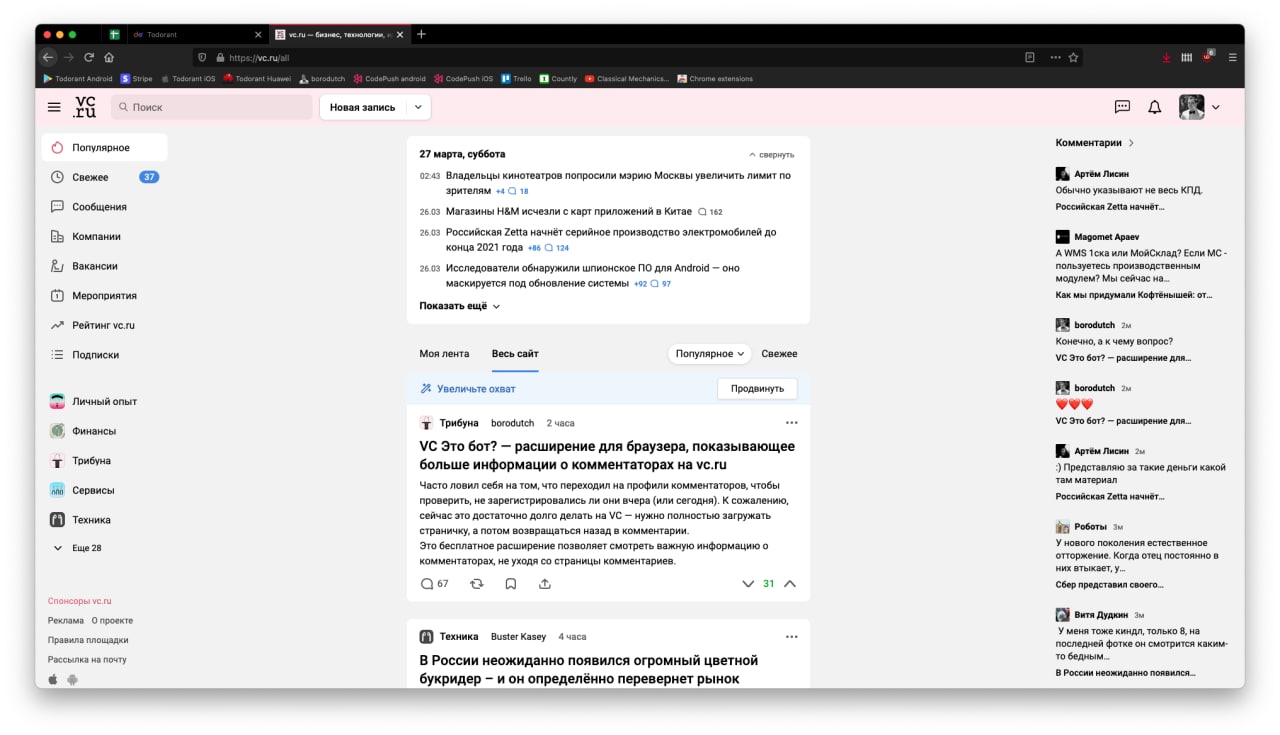 Todorant
vc.ru — бизнес, технологии, и
https://vc.ru/all
Todorant Android
Stripe
Todorant iOS
Todorant Huawei
borodutch
CodePush android
CodePush iOS
Trello
Countly
Classical Mechanics...
Chrome extensions
6
vc
.ru
Поиск
Новая запись
Популярное
Свежее 37
Сообщения
Компании
Вакансии
Мероприятия
Рейтинг vc.ru
Подписки
Личный опыт
Финансы
Трибуна
Сервисы
Техника
Еще 28
Спонсоры vc.ru
Реклама О проекте
Правила площадки
Рассылка на почту
27 марта, суббота
свернуть
02:43 Владельцы кинотеатров попросили мэрию Москвы увеличить лимит по
зрителям +4 18
26.03 Магазины H&M исчезли с карт приложений в Китае 162
26.03 Российская Zetta начнёт серийное производство электромобилей до
конца 2021 года +86 124
26.03 Исследователи обнаружили шпионское ПО для Android — оно
маскируется под обновление системы +92 97
Показать ещё
Моя лента Весь сайт Популярное Свежее
Увеличьте охват Продвинуть
Трибуна borodutch 2 часа
VC Это бот? — расширение для браузера, показывающее
больше информации о комментаторах на vc.ru
Часто ловил себя на том, что переходил на профили комментаторов, чтобы
проверить, не зарегистрировались ли они вчера (или сегодня). К сожалению,
сейчас это достаточно долго делать на VC — нужно полностью загружать
страничку, а потом возвращаться назад в комментарии.
Это бесплатное расширение позволяет смотреть важную информацию о
комментаторах, не уходя со страницы комментариев.
67 31
Техника Buster Kasey 4 часа
В России неожиданно появился огромный цветной
букридер – и он определённо перевернет рынок
Комментарии
Артём Лисин
Обычно указывают не весь КПД.
Российская Zetta начнёт...
Magomet Apaev
А WMS 1ска или МойСклад? Если МС -
пользуетесь производственным
модулем? Мы сейчас на...
Как мы придумали Кофтёнышей: от...
borodutch 2м
Конечно, а к чему вопрос?
VC Это бот? — расширение для...
borodutch 2м
❤️❤️❤️
VC Это бот? — расширение для...
Артём Лисин 2м
:) Представляю за такие деньги какой
там материал
Российская Zetta начнёт...
Роботы 3м
У нового поколения естественное
отторжение. Когда отец постоянно в
них втыкает, у...
Сбер представил своего...
Витя Дудкин 3м
У меня тоже киндл, только 8, на
последней фотке он смотрится каким-
то бедным...
В России неожиданно появился...